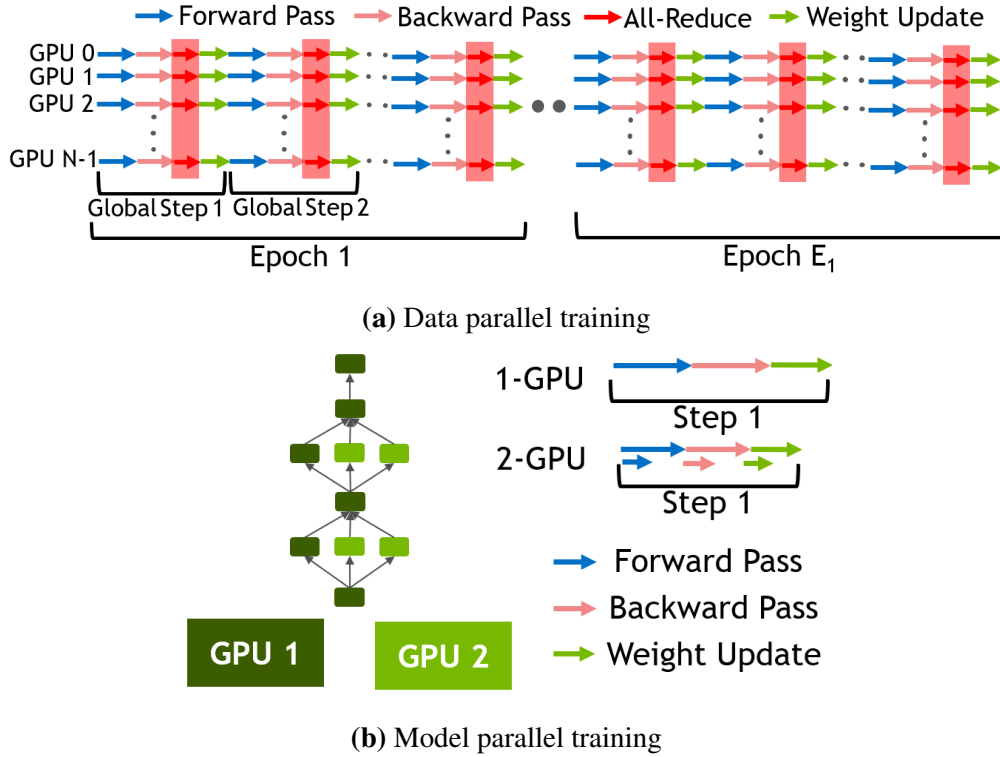 Forward Pass Backward Pass All-Reduce Weight Update
GPU 0
GPU 1
GPU 2
GPU N-1
Global Step 1 Global Step 2
Epoch 1 Epoch E₁
(a) Data parallel training
1-GPU
Step 1
2-GPU
Step 1
Forward Pass
Backward Pass
Weight Update
GPU 1 GPU 2
(b) Model parallel training